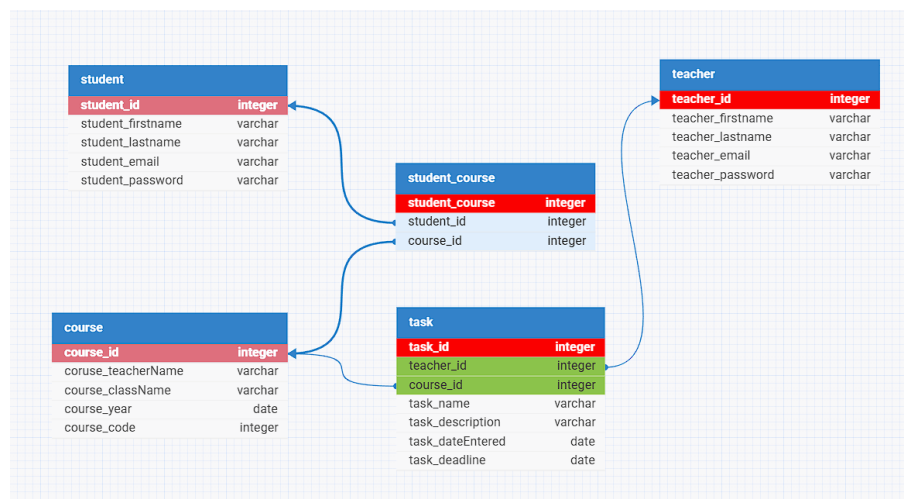 student
student_id integer
student_firstname varchar
student_lastname varchar
student_email varchar
student_password varchar
teacher
teacher_id integer
teacher_firstname varchar
teacher_lastname varchar
teacher_email varchar
teacher_password varchar
student_course
student_course integer
student_id integer
course_id integer
course
course_id integer
coruse_teacherName varchar
course_className varchar
course_year date
course_code integer
task
task_id integer
teacher_id integer
course_id integer
task_name varchar
task_description varchar
task_dateEntered date
task_deadline date